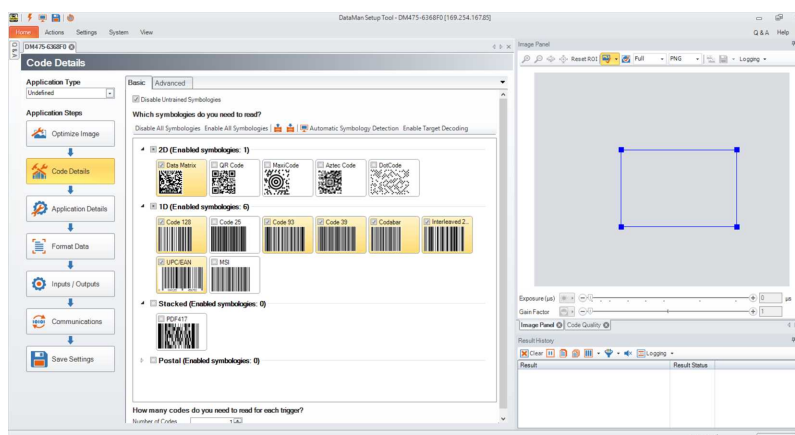 DataMan Setup Tool - DM475-6368F0 [169.254.167.85]
Home Actions Settings System View Q & A Help
DM475-6368F0
Code Details
Application Type
Undefined
Application Steps
Optimize Image
Code Details
Application Details
Format Data
Inputs / Outputs
Communications
Save Settings
Basic Advanced
Disable Untrained Symbologies
Which symbologies do you need to read?
Disable All Symbologies Enable All Symbologies Automatic Symbology Detection Enable Target Decoding
2D (Enabled symbologies: 1)
Data Matrix QR Code MaxiCode Aztec Code DotCode
1D (Enabled symbologies: 6)
Code 128 Code 25 Code 93 Code 39 Codabar Interleaved 2..
UPC/EAN MSI
Stacked (Enabled symbologies: 0)
PDF417
Postal (Enabled symbologies: 0)
How many codes do you need to read for each trigger?
Number of Codes 1
Image Panel
Reset ROI Full PNG Logging
Exposure (µs) 0 µs
Gain Factor 1
Image Panel Code Quality
Result History
Clear Logging
Result Result Status